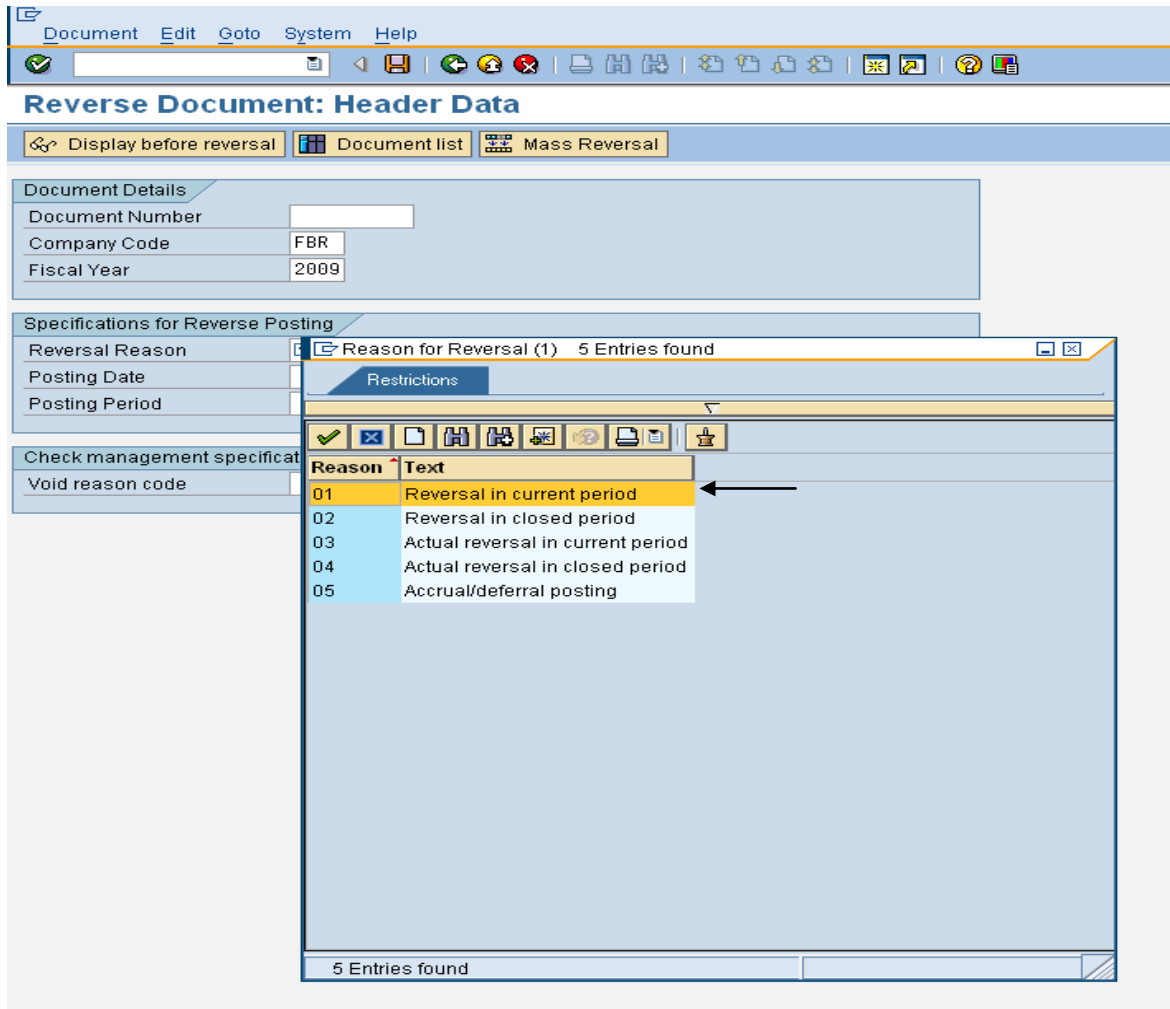 Document Edit Goto System Help
Reverse Document: Header Data
Display before reversal Document list Mass Reversal
Document Details
Document Number
Company Code FBR
Fiscal Year 2009
Specifications for Reverse Posting
Reversal Reason
Posting Date
Posting Period
Check management specificat
Void reason code
Reason for Reversal (1) 5 Entries found
Restrictions
Reason Text
01 Reversal in current period
02 Reversal in closed period
03 Actual reversal in current period
04 Actual reversal in closed period
05 Accrual/deferral posting
5 Entries found